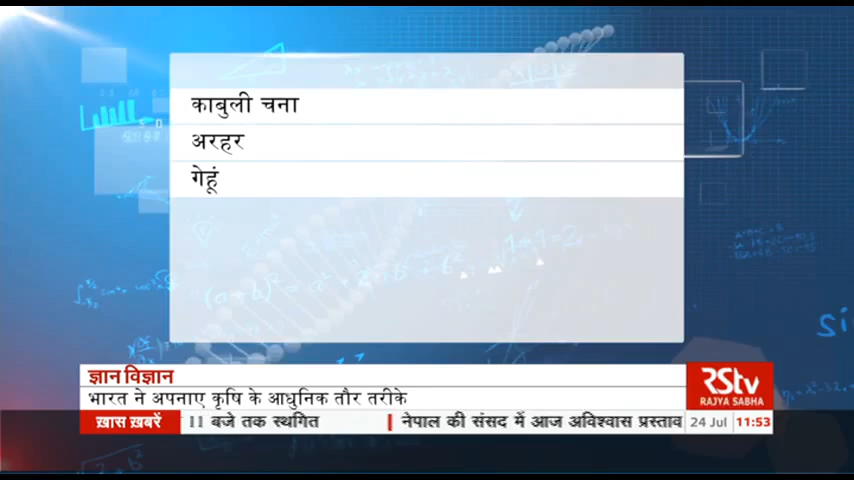 काबुली चना
अरहर
गेहूं
ज्ञान विज्ञान
भारत ने अपनाए कृषि के आधुनिक तौर तरीके
RStv
RAJYA SABHA
ख़ास ख़बरें 11 बजे तक स्थगित नेपाल की संसद में आज अविश्वास प्रस्ताव 24 Jul 11:53